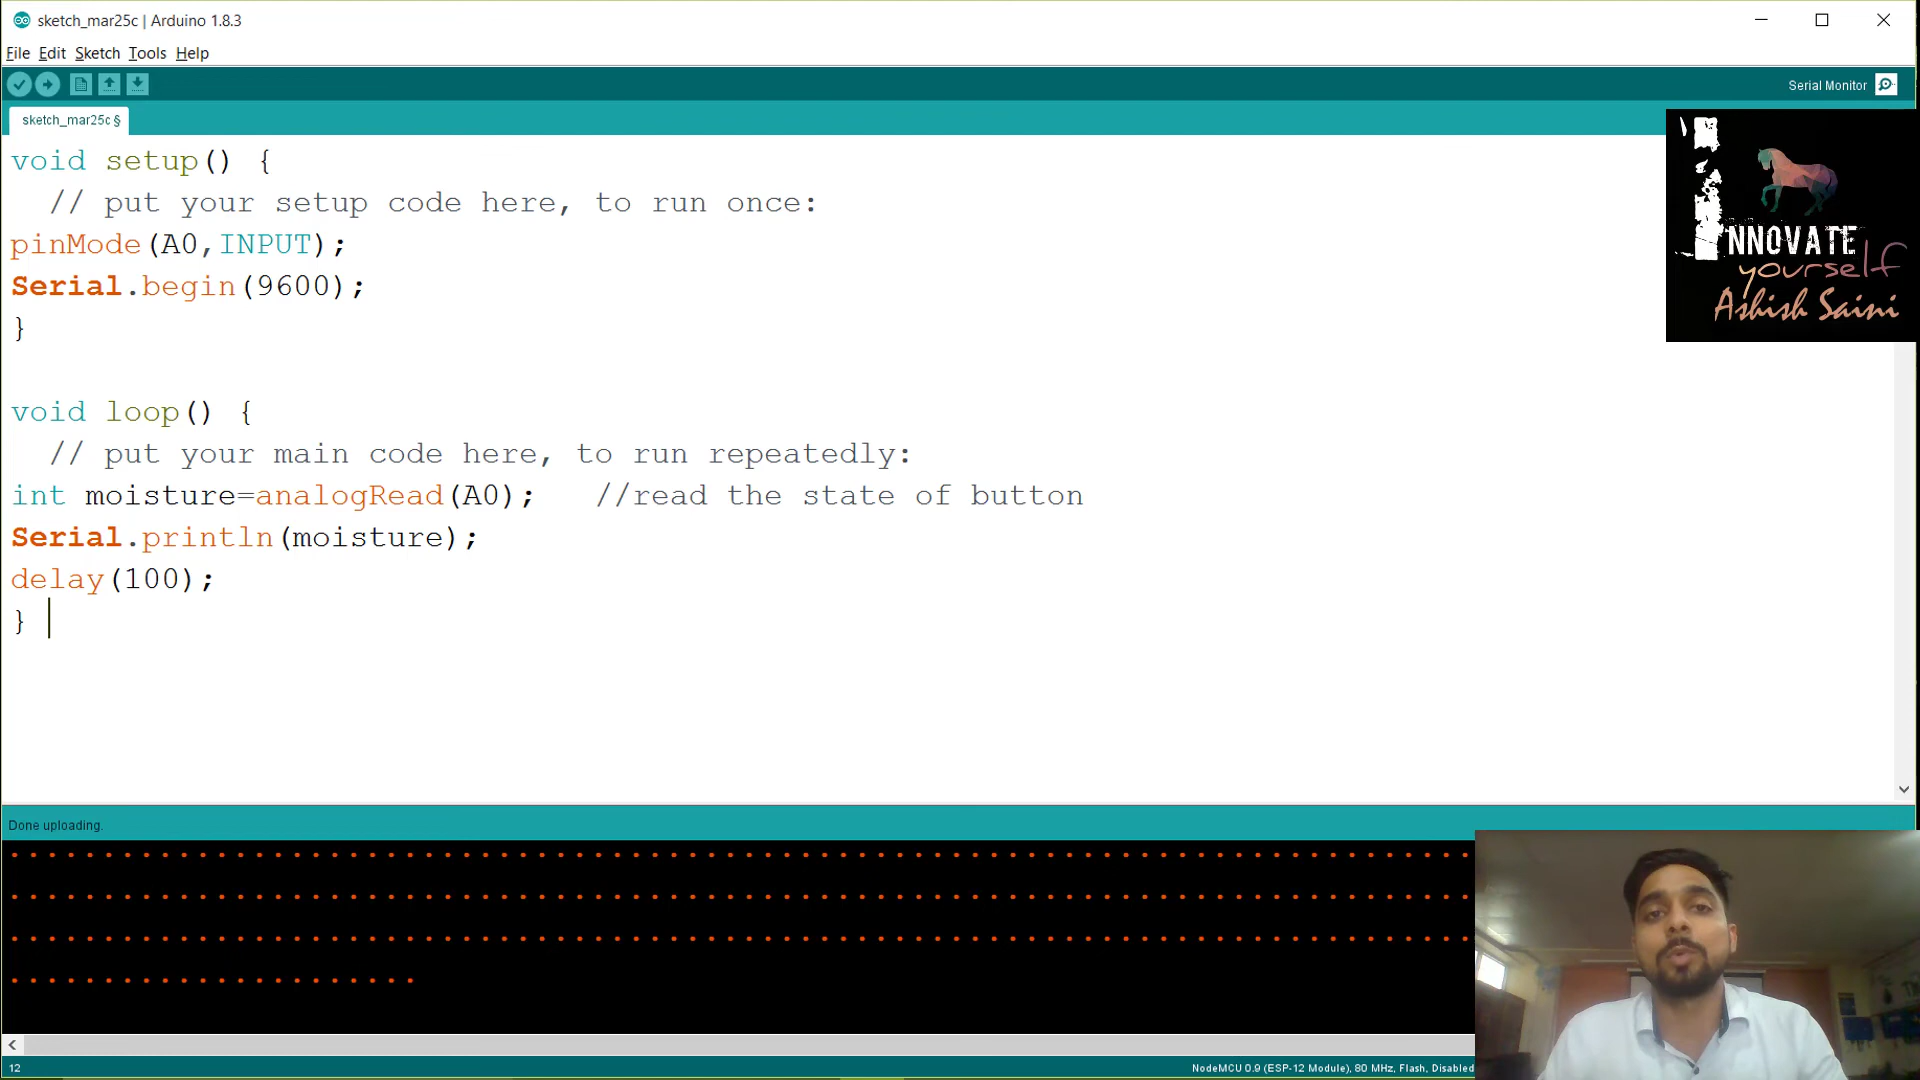 sketch_mar25c | Arduino 1.8.3
File Edit Sketch Tools Help
Serial Monitor
sketch_mar25c §
void setup() {
// put your setup code here, to run once:
pinMode(A0,INPUT);
Serial.begin(9600);
}
void loop() {
// put your main code here, to run repeatedly:
int moisture=analogRead(A0); //read the state of button
Serial.println(moisture);
delay(100);
}
NNOVATE
yourself
Ashish Saini
Done uploading.
12
NodeMCU 0.9 (ESP-12 Module), 80 MHz, Flash, Disabled